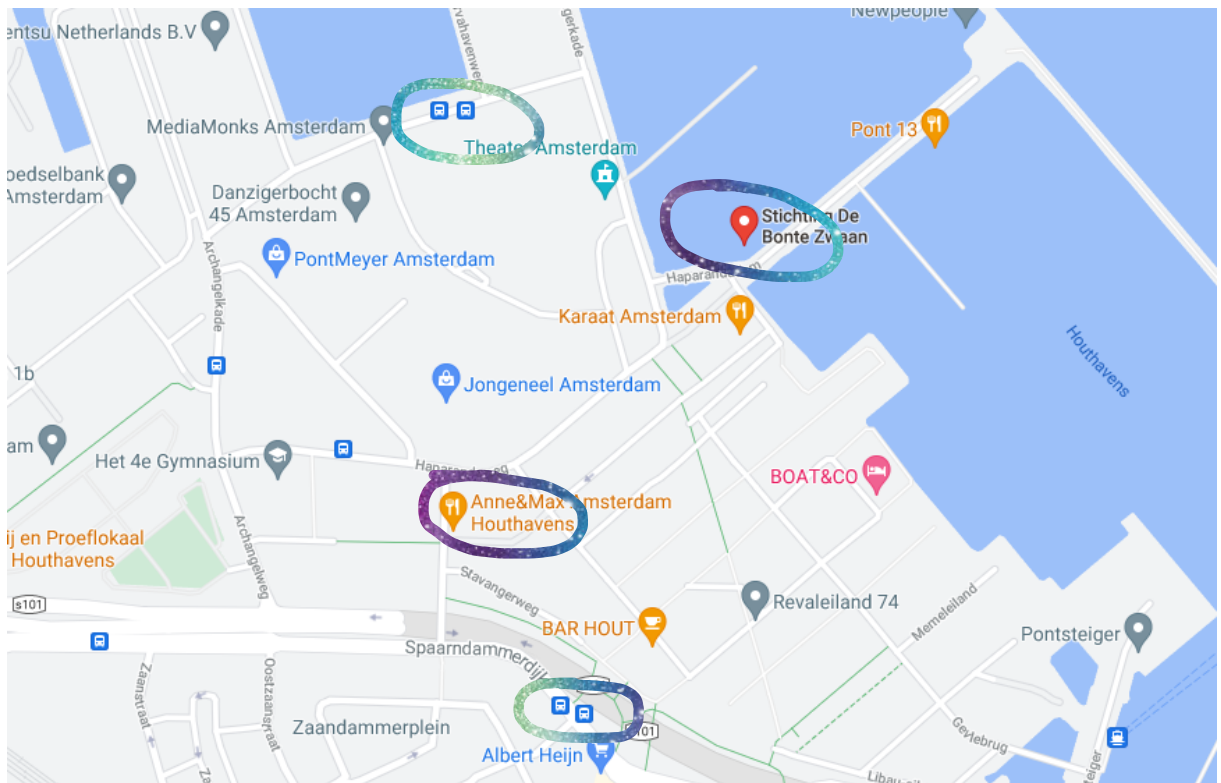 entsu Netherlands B.V
Newpeople
MediaMonks Amsterdam
Pont 13
Theater Amsterdam
oedselbank
Amsterdam
Danzigerbocht
45 Amsterdam
Stichting De
Bonte Zwaan
PontMeyer Amsterdam
Archangelkade
Karaat Amsterdam
Houthavens
1b
Jongeneel Amsterdam
am
Het 4e Gymnasium
BOAT&CO
Anne&Max Amsterdam
Houthavens
ij en Proeflokaal
Houthavens
Archangelweg
Stavangerweg
s101
Revaleiland 74
Memeleiland
BAR HOUT
Pontsteiger
Spaarndammerdijk
Zaanstraat
Oostzaanstraat
Zaandammerplein
Gevlebrug
Albert Heijn
s101
steiger